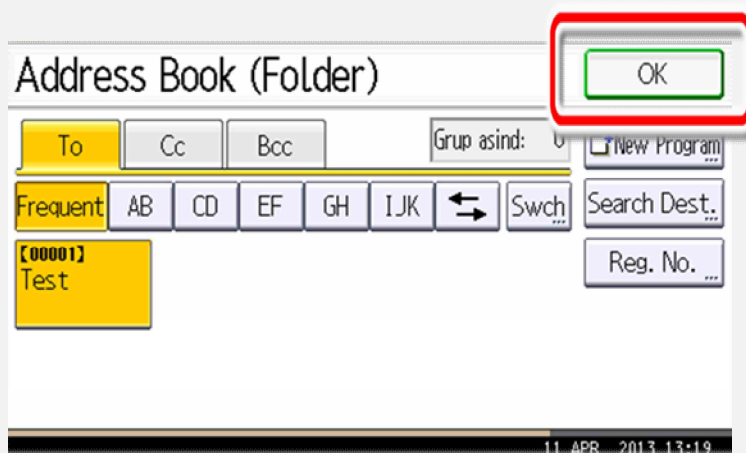 Address Book (Folder)
OK
To
Cc
Bcc
Grup asind: 0
New Program...
Frequent
AB
CD
EF
GH
IJK
Swch...
Search Dest....
【00001】
Test
Reg. No. ...
11 APR 2013 13:19